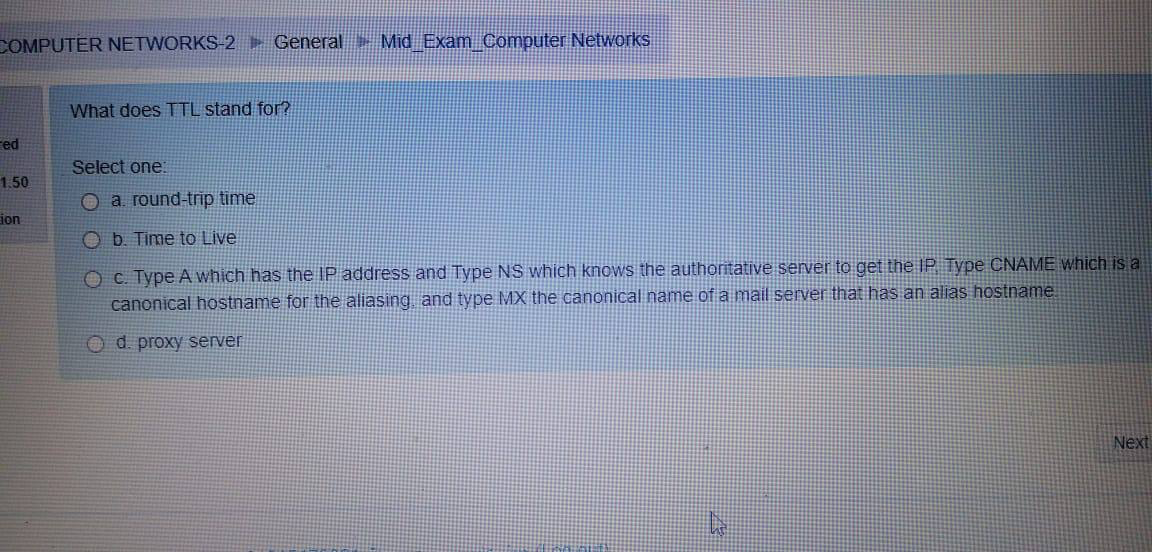 COMPUTER NETWORKS-2 ► General ► Mid_Exam_Computer Networks
What does TTL stand for?
red
Select one:
1.50
a. round-trip time
ion
b. Time to Live
c. Type A which has the IP address and Type NS which knows the authoritative server to get the IP. Type CNAME which is a
canonical hostname for the aliasing, and type MX the canonical name of a mail server that has an alias hostname.
d. proxy server
Next